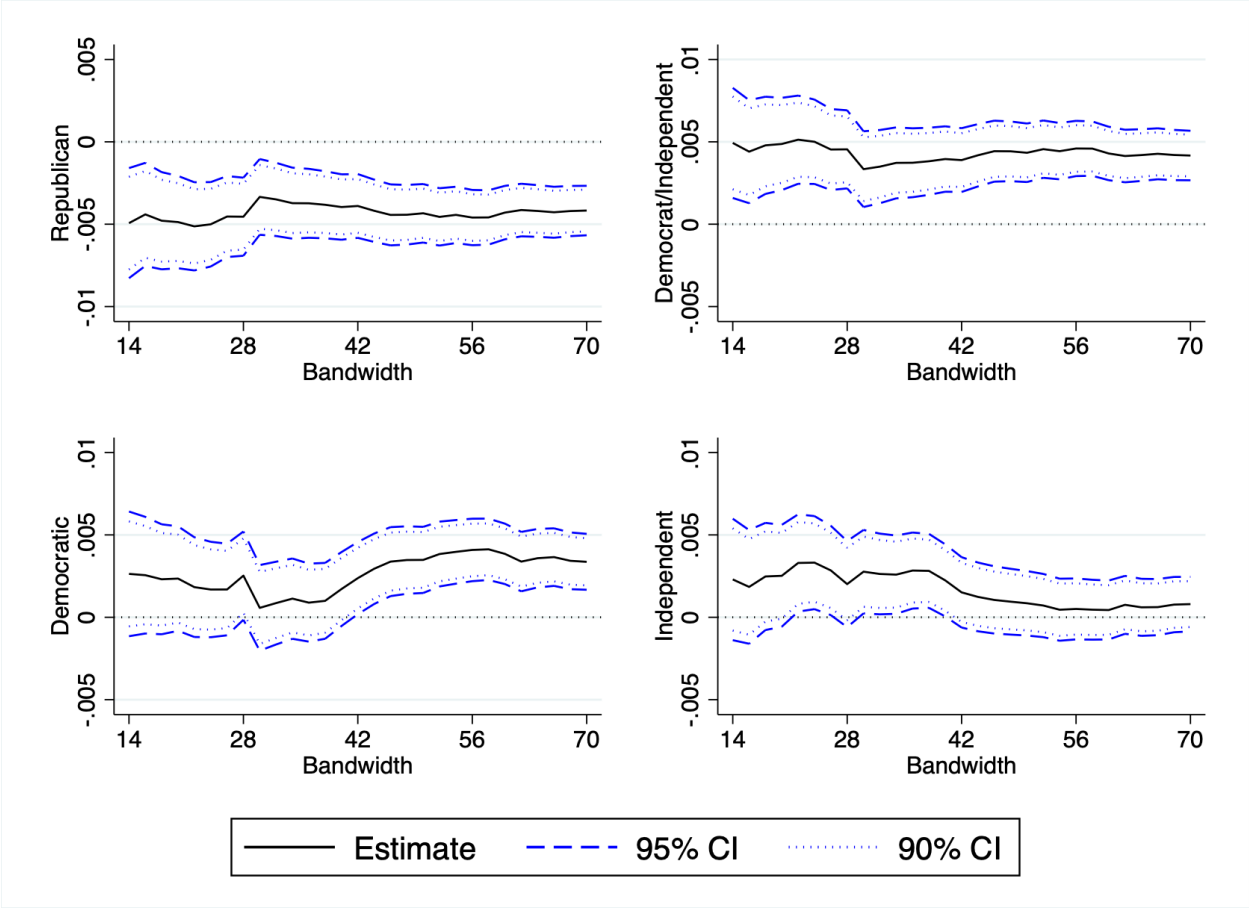 Republican
.005
0
-.005
-.01
14 28 42 56 70
Bandwidth
Democrat/Independent
.01
.005
0
-.005
14 28 42 56 70
Bandwidth
Democratic
.01
.005
0
-.005
14 28 42 56 70
Bandwidth
Independent
.01
.005
0
-.005
14 28 42 56 70
Bandwidth
Estimate 95% CI 90% CI